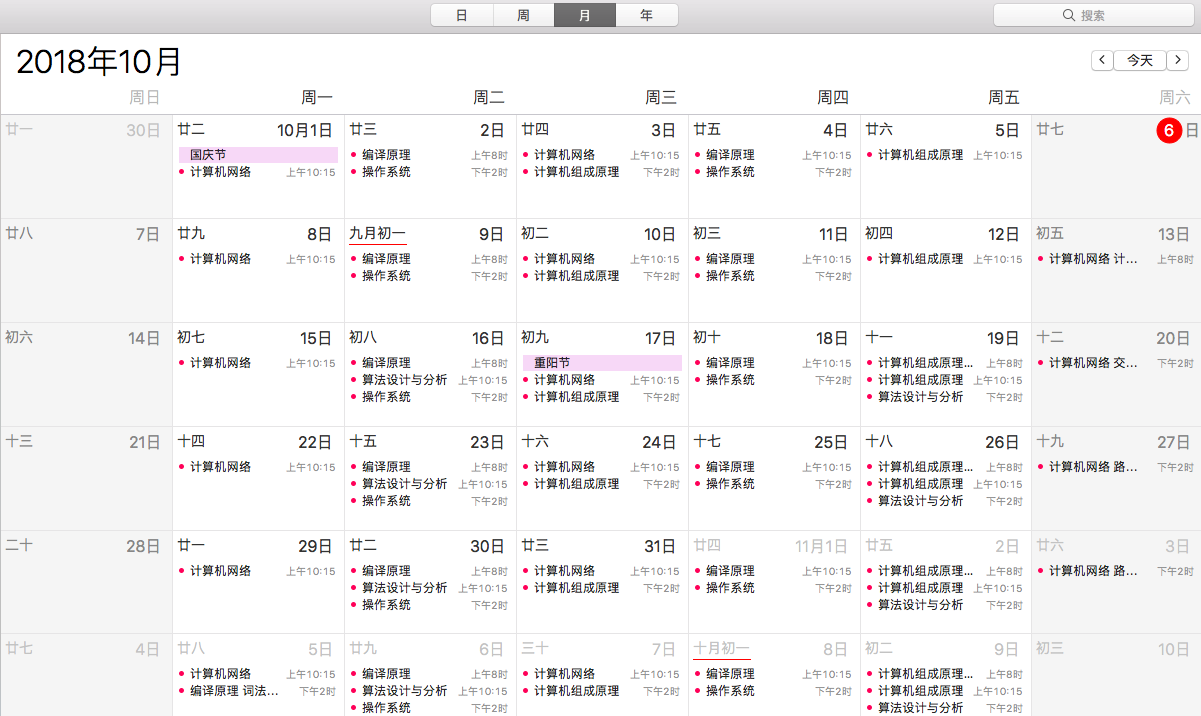 日 周 月 年 搜索
2018年10月 今天
周日 周一 周二 周三 周四 周五 周六
廿一 30日 廿二 10月1日 廿三 2日 廿四 3日 廿五 4日 廿六 5日 廿七 6日
国庆节 编译原理 上午8时 计算机网络 上午10:15 编译原理 上午10:15 计算机组成原理 上午10:15
计算机网络 上午10:15 操作系统 下午2时 计算机组成原理 下午2时 操作系统 下午2时
廿八 7日 廿九 8日 九月初一 9日 初二 10日 初三 11日 初四 12日 初五 13日
计算机网络 上午10:15 编译原理 上午8时 计算机网络 上午10:15 编译原理 上午10:15 计算机组成原理 上午10:15 计算机网络 计… 上午8时
操作系统 下午2时 计算机组成原理 下午2时 操作系统 下午2时
初六 14日 初七 15日 初八 16日 初九 17日 初十 18日 十一 19日 十二 20日
计算机网络 上午10:15 编译原理 上午8时 重阳节 编译原理 上午10:15 计算机组成原理… 上午8时 计算机网络 交… 下午2时
算法设计与分析 上午10:15 计算机网络 上午10:15 操作系统 下午2时 计算机组成原理 上午10:15
操作系统 下午2时 计算机组成原理 下午2时 算法设计与分析 下午2时
十三 21日 十四 22日 十五 23日 十六 24日 十七 25日 十八 26日 十九 27日
计算机网络 上午10:15 编译原理 上午8时 计算机网络 上午10:15 编译原理 上午10:15 计算机组成原理… 上午8时 计算机网络 路… 下午2时
算法设计与分析 上午10:15 计算机组成原理 下午2时 操作系统 下午2时 计算机组成原理 上午10:15
操作系统 下午2时 算法设计与分析 下午2时
二十 28日 廿一 29日 廿二 30日 廿三 31日 廿四 11月1日 廿五 2日 廿六 3日
计算机网络 上午10:15 编译原理 上午8时 计算机网络 上午10:15 编译原理 上午10:15 计算机组成原理… 上午8时 计算机网络 路… 下午2时
算法设计与分析 上午10:15 计算机组成原理 下午2时 操作系统 下午2时 计算机组成原理 上午10:15
操作系统 下午2时 算法设计与分析 下午2时
廿七 4日 廿八 5日 廿九 6日 三十 7日 十月初一 8日 初二 9日 初三 10日
计算机网络 上午10:15 编译原理 上午8时 计算机网络 上午10:15 编译原理 上午10:15 计算机组成原理… 上午8时
编译原理 词法… 下午2时 算法设计与分析 上午10:15 计算机组成原理 下午2时 操作系统 下午2时 计算机组成原理 上午10:15
操作系统 下午2时 算法设计与分析 下午2时